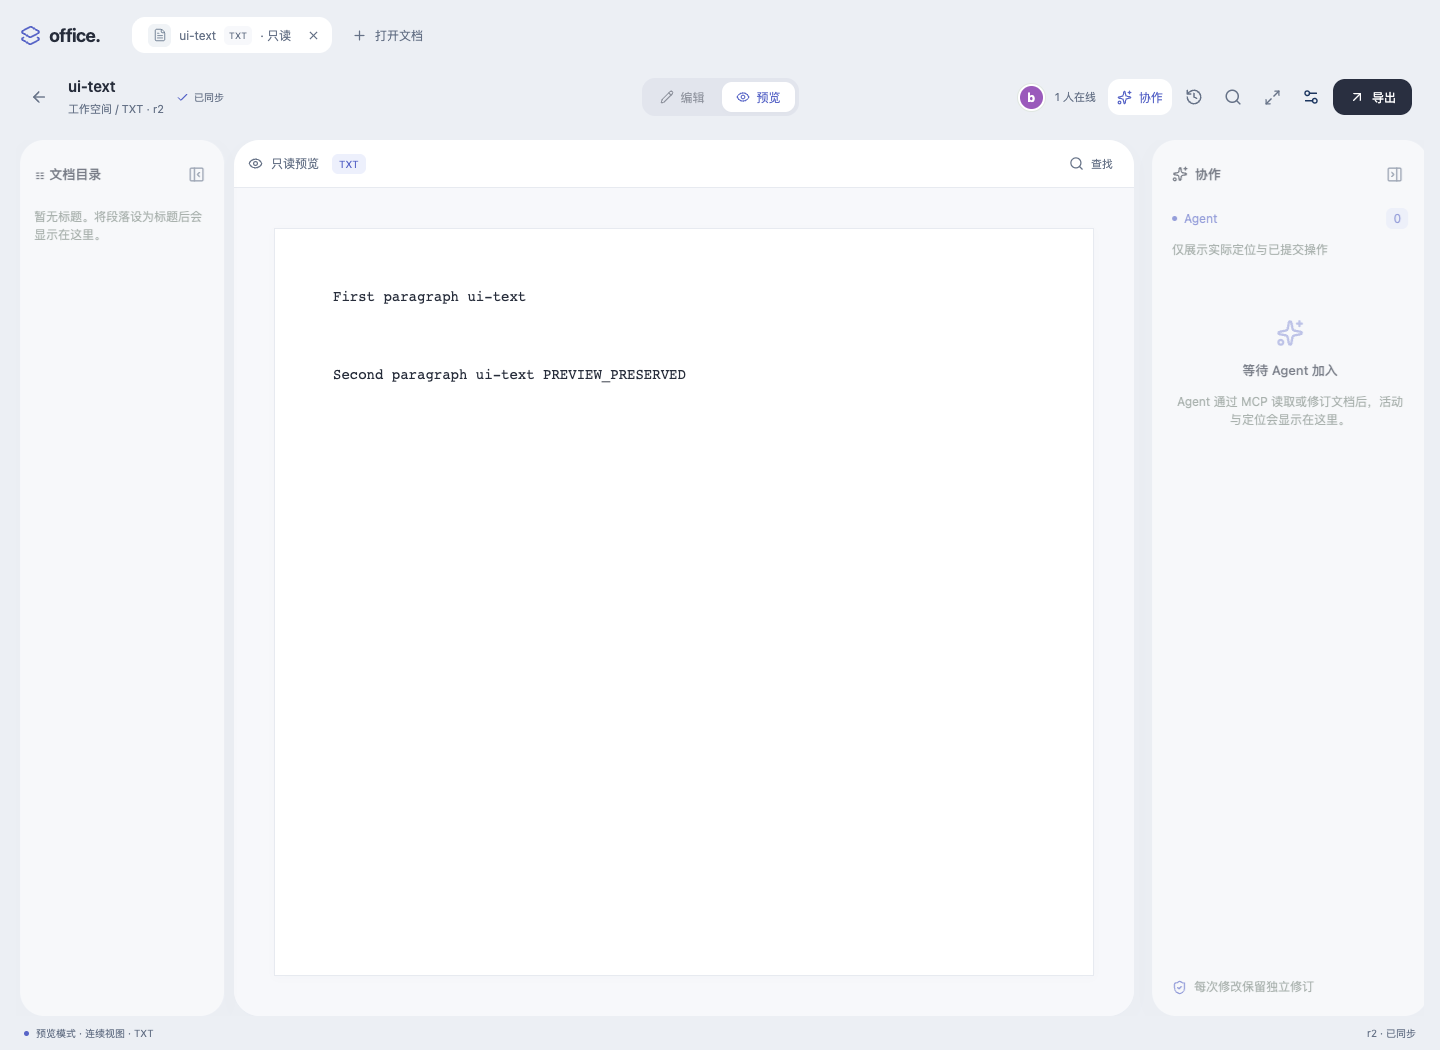 office.
ui-text TXT · 只读
打开文档
ui-text
工作空间 / TXT · r2
已同步
编辑
预览
b
1 人在线
协作
导出
文档目录
暂无标题。将段落设为标题后会
显示在这里。
只读预览 TXT
查找
First paragraph ui-text
Second paragraph ui-text PREVIEW_PRESERVED
协作
Agent 0
仅展示实际定位与已提交操作
等待 Agent 加入
Agent 通过 MCP 读取或修订文档后，活动
与定位会显示在这里。
每次修改保留独立修订
预览模式 · 连续视图 · TXT
r2 · 已同步